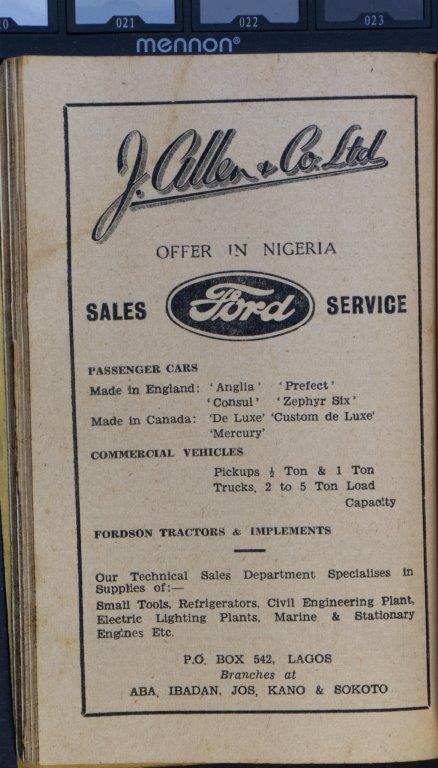 021
022
023
mennon®
J. Allen & Co. Ltd
OFFER IN NIGERIA
SALES Ford SERVICE
PASSENGER CARS
Made in England: 'Anglia' 'Prefect'
'Consul' 'Zephyr Six'
Made in Canada: 'De Luxe' 'Custom de Luxe'
'Mercury'
COMMERCIAL VEHICLES
Pickups ½ Ton & 1 Ton
Trucks, 2 to 5 Ton Load
Capacity
FORDSON TRACTORS & IMPLEMENTS
Our Technical Sales Department Specialises in
Supplies of:—
Small Tools, Refrigerators, Civil Engineering Plant,
Electric Lighting Plants, Marine & Stationary
Engines Etc.
P.O. BOX 542, LAGOS
Branches at
ABA, IBADAN, JOS, KANO & SOKOTO